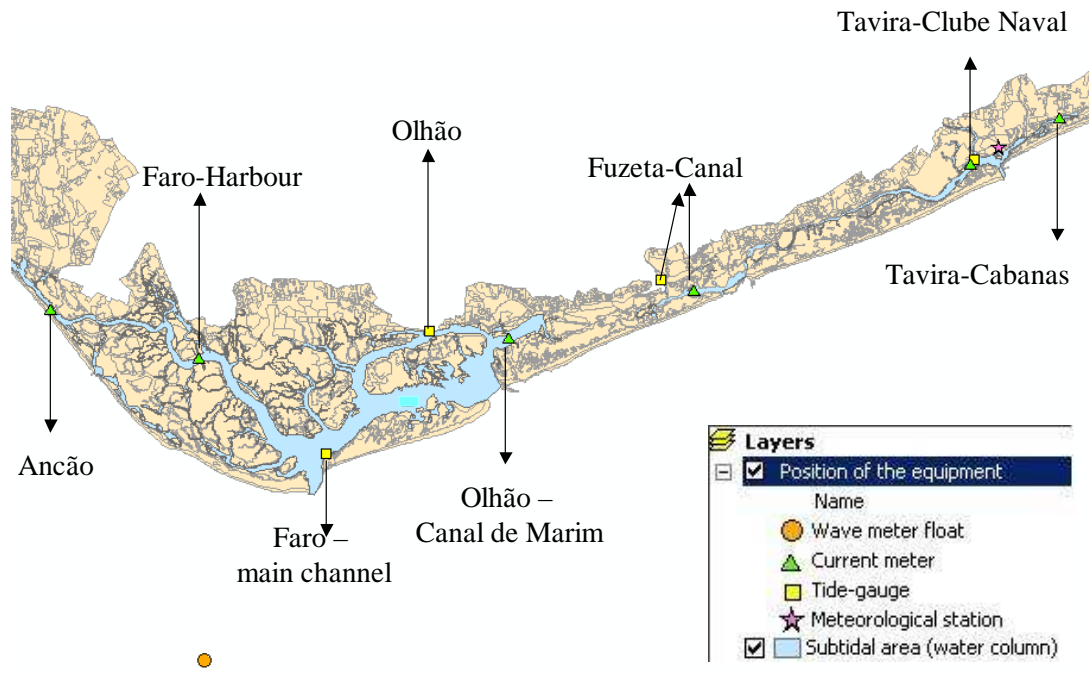 Tavira-Clube Naval
Olhão
Faro-Harbour
Fuzeta-Canal
Tavira-Cabanas
Ancão
Olhão –
Canal de Marim
Faro –
main channel
Layers
Position of the equipment
Name
Wave meter float
Current meter
Tide-gauge
Meteorological station
Subtidal area (water column)